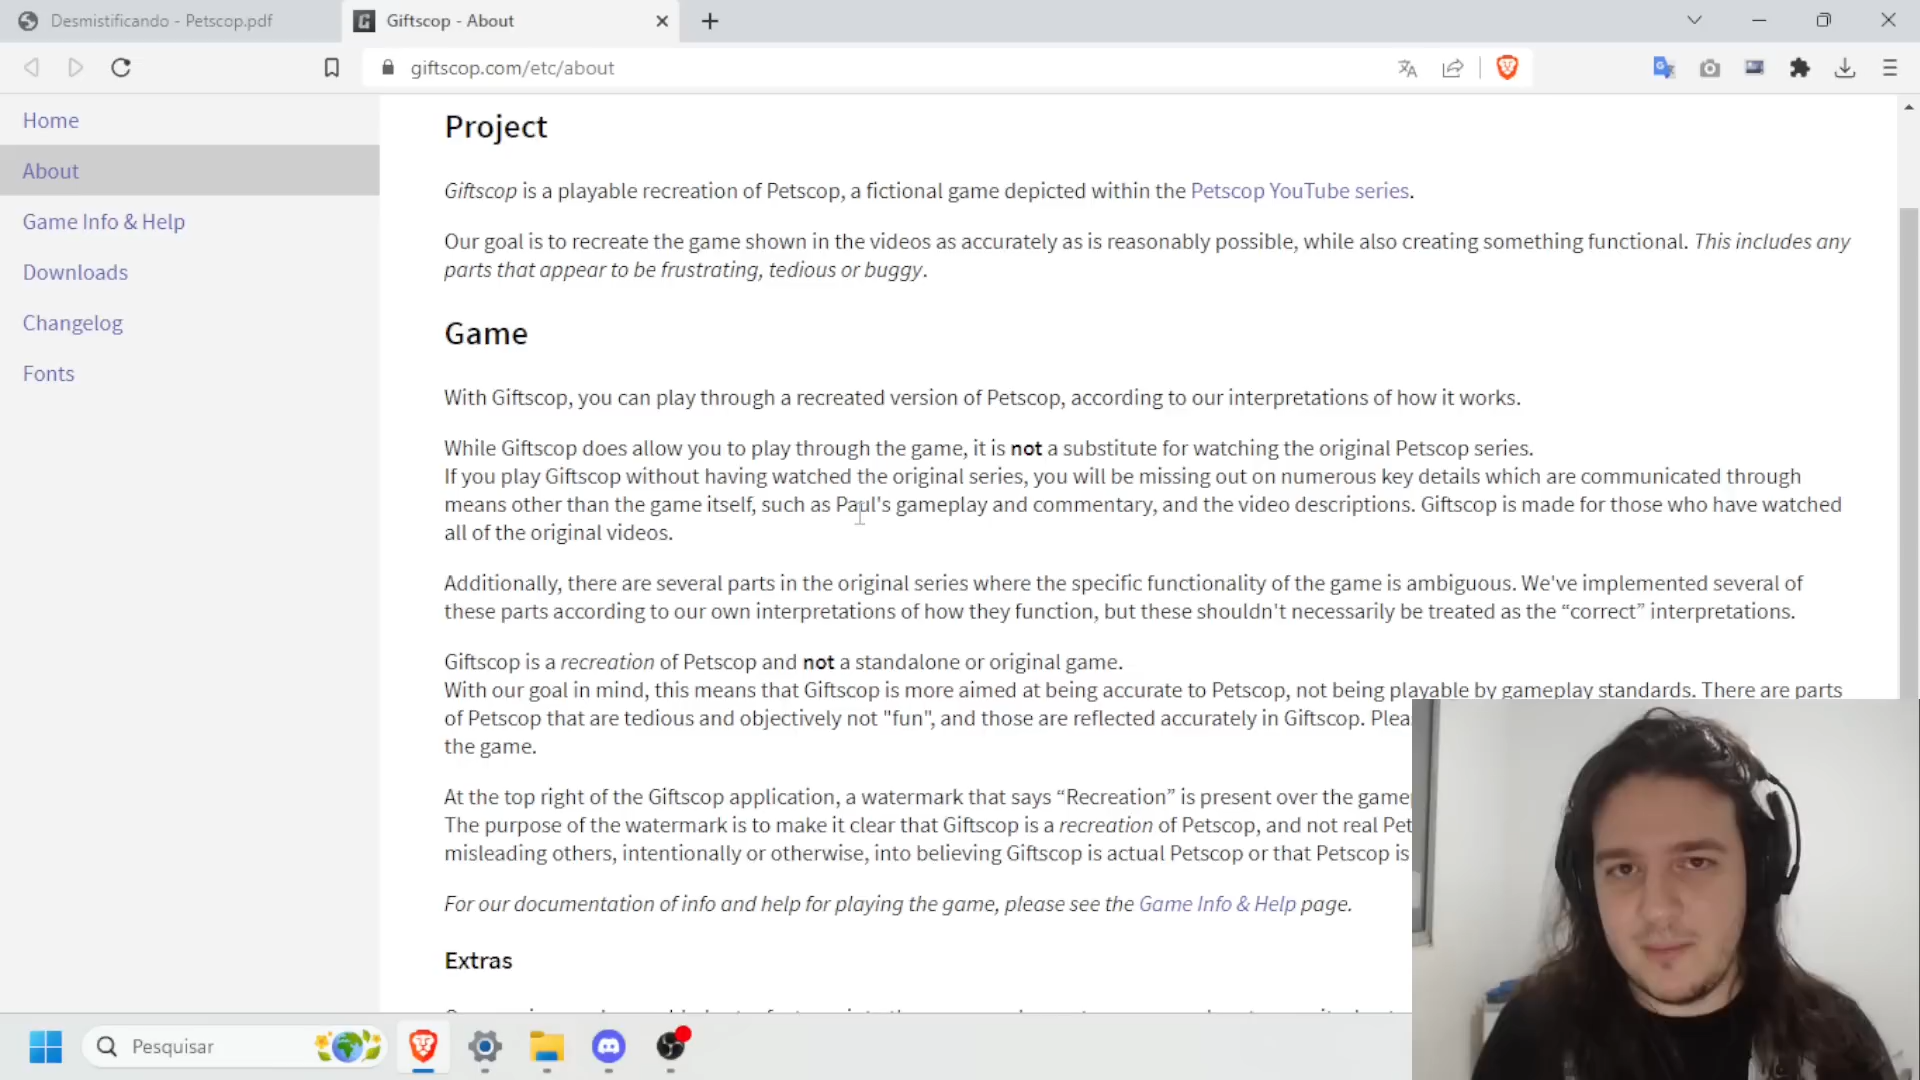 Desmistificando - Petscop.pdf
Giftscop - About
giftscop.com/etc/about
Home
About
Game Info & Help
Downloads
Changelog
Fonts
Project
Giftscop is a playable recreation of Petscop, a fictional game depicted within the Petscop YouTube series.
Our goal is to recreate the game shown in the videos as accurately as is reasonably possible, while also creating something functional. This includes any
parts that appear to be frustrating, tedious or buggy.
Game
With Giftscop, you can play through a recreated version of Petscop, according to our interpretations of how it works.
While Giftscop does allow you to play through the game, it is not a substitute for watching the original Petscop series.
If you play Giftscop without having watched the original series, you will be missing out on numerous key details which are communicated through
means other than the game itself, such as Paul's gameplay and commentary, and the video descriptions. Giftscop is made for those who have watched
all of the original videos.
Additionally, there are several parts in the original series where the specific functionality of the game is ambiguous. We've implemented several of
these parts according to our own interpretations of how they function, but these shouldn't necessarily be treated as the “correct” interpretations.
Giftscop is a recreation of Petscop and not a standalone or original game.
With our goal in mind, this means that Giftscop is more aimed at being accurate to Petscop, not being playable by gameplay standards. There are parts
of Petscop that are tedious and objectively not "fun", and those are reflected accurately in Giftscop. Plea
the game.
At the top right of the Giftscop application, a watermark that says “Recreation” is present over the game
The purpose of the watermark is to make it clear that Giftscop is a recreation of Petscop, and not real Pet
misleading others, intentionally or otherwise, into believing Giftscop is actual Petscop or that Petscop is
For our documentation of info and help for playing the game, please see the Game Info & Help page.
Extras
Pesquisar